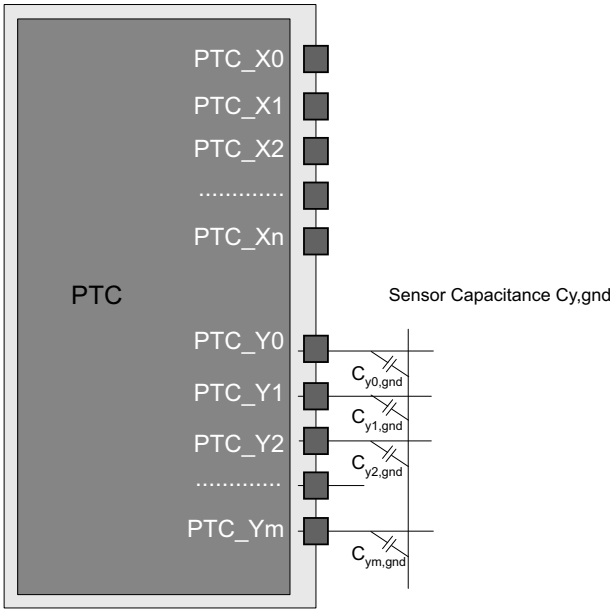 PTC_X0
PTC_X1
PTC_X2
.............
PTC_Xn
PTC
Sensor Capacitance Cy,gnd
PTC_Y0
Cy0,gnd
PTC_Y1
Cy1,gnd
PTC_Y2
Cy2,gnd
.............
PTC_Ym
Cym,gnd